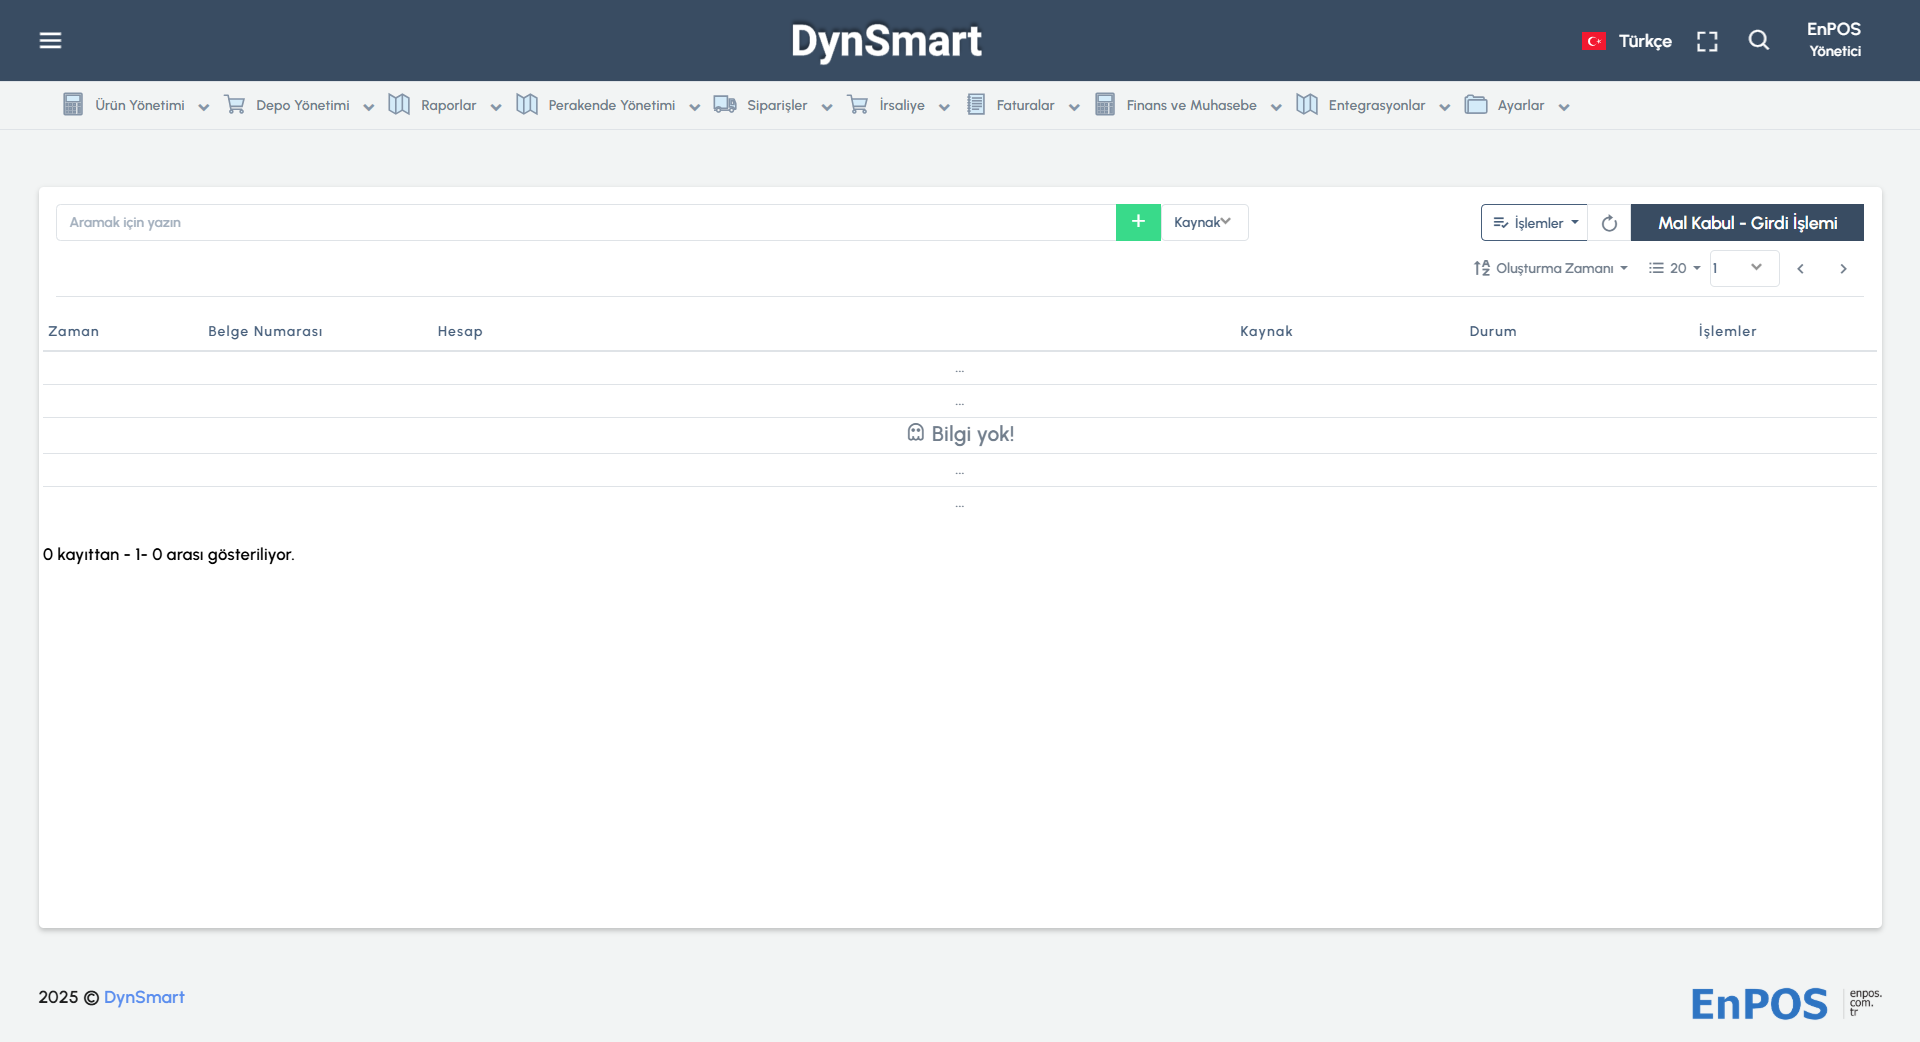 DynSmart
Türkçe
EnPOS
Yönetici
Ürün Yönetimi Depo Yönetimi Raporlar Perakende Yönetimi Siparişler İrsaliye Faturalar Finans ve Muhasebe Entegrasyonlar Ayarlar
Aramak için yazın + Kaynak İşlemler Mal Kabul - Girdi İşlemi
Oluşturma Zamanı 20 1
Zaman Belge Numarası Hesap Kaynak Durum İşlemler
...
...
Bilgi yok!
...
...
0 kayıttan - 1- 0 arası gösteriliyor.
2025 © DynSmart
EnPOS
enpos.
com.
tr